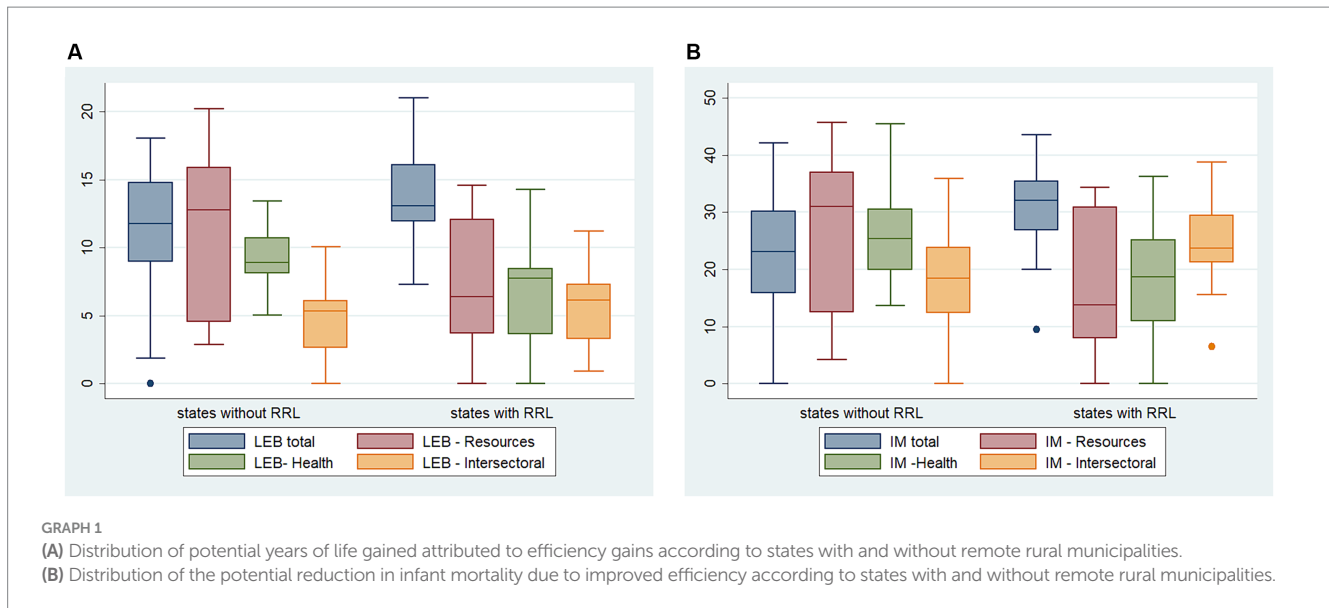 A
20
15
10
5
0
states without RRL
states with RRL
LEB total
LEB - Resources
LEB- Health
LEB - Intersectoral
B
50
40
30
20
10
0
states without RRL
states with RRL
IM total
IM - Resources
IM -Health
IM - Intersectoral
GRAPH 1
(A) Distribution of potential years of life gained attributed to efficiency gains according to states with and without remote rural municipalities.
(B) Distribution of the potential reduction in infant mortality due to improved efficiency according to states with and without remote rural municipalities.